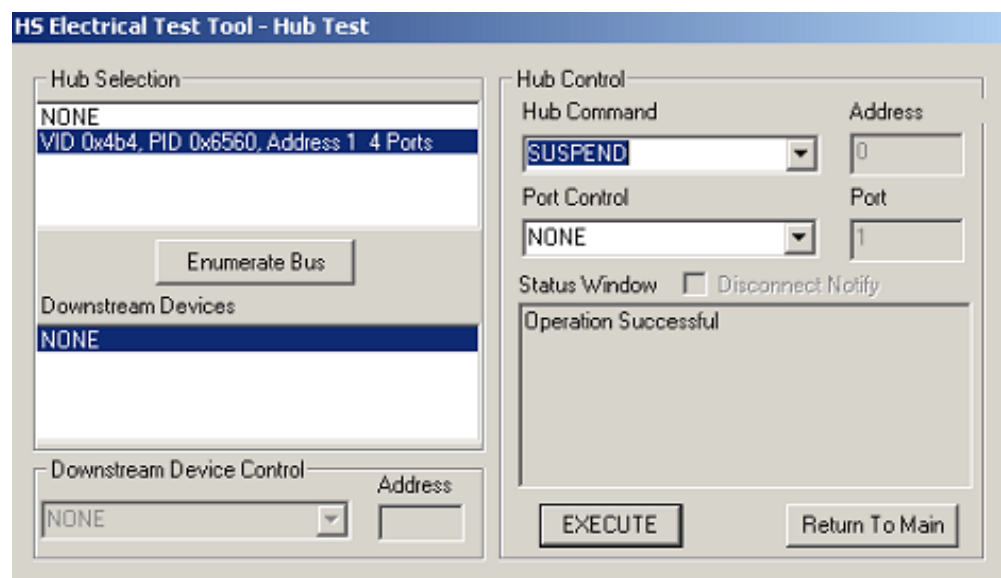 HS Electrical Test Tool - Hub Test
Hub Selection
NONE
VID 0x4b4, PID 0x6560, Address 1 4 Ports
Enumerate Bus
Downstream Devices
NONE
Downstream Device Control
Address
NONE
Hub Control
Hub Command Address
SUSPEND 0
Port Control Port
NONE 1
Status Window Disconnect Notify
Operation Successful
EXECUTE Return To Main